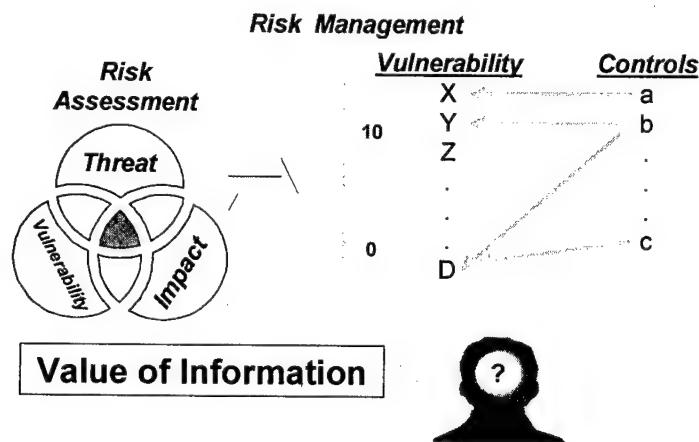 Risk Management
Risk
Assessment
Vulnerability
Controls
X
a
10
Y
b
Z
Threat
Vulnerability
Impact
0
c
D
Value of Information
?